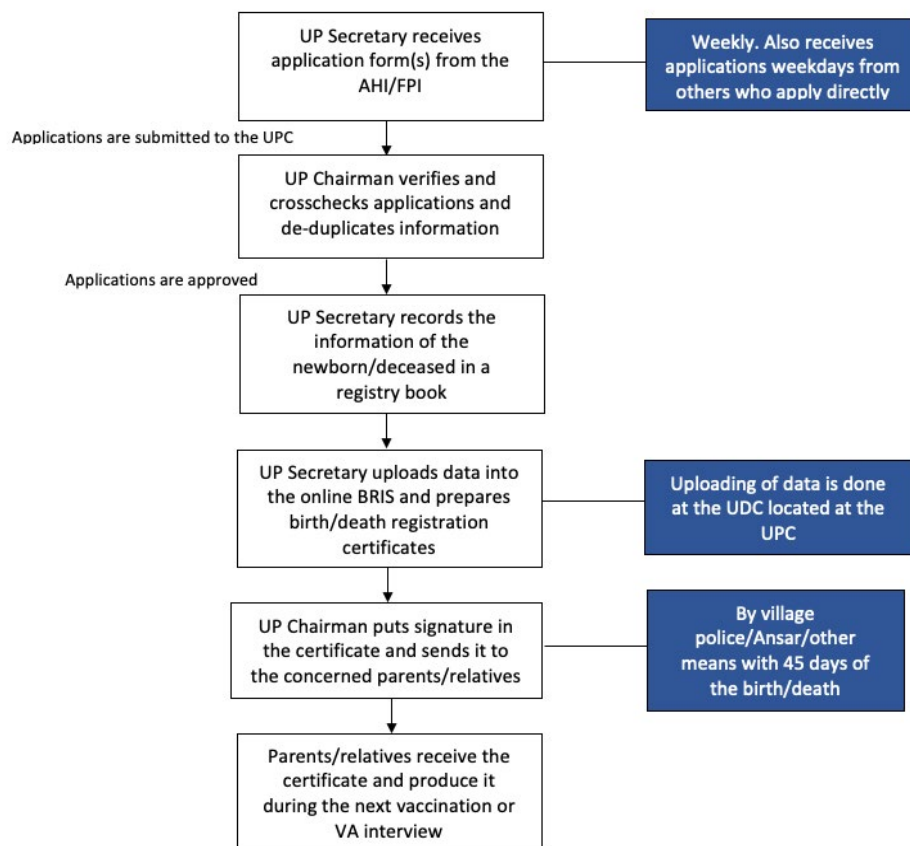 UP Secretary receives
application form(s) from the
AHI/FPI
Weekly. Also receives
applications weekdays from
others who apply directly
Applications are submitted to the UPC
UP Chairman verifies and
crosschecks applications and
de-duplicates information
Applications are approved
UP Secretary records the
information of the
newborn/deceased in a
registry book
UP Secretary uploads data into
the online BRIS and prepares
birth/death registration
certificates
Uploading of data is done
at the UDC located at the
UPC
UP Chairman puts signature in
the certificate and sends it to
the concerned parents/relatives
By village
police/Ansar/other
means with 45 days of
the birth/death
Parents/relatives receive the
certificate and produce it
during the next vaccination or
VA interview